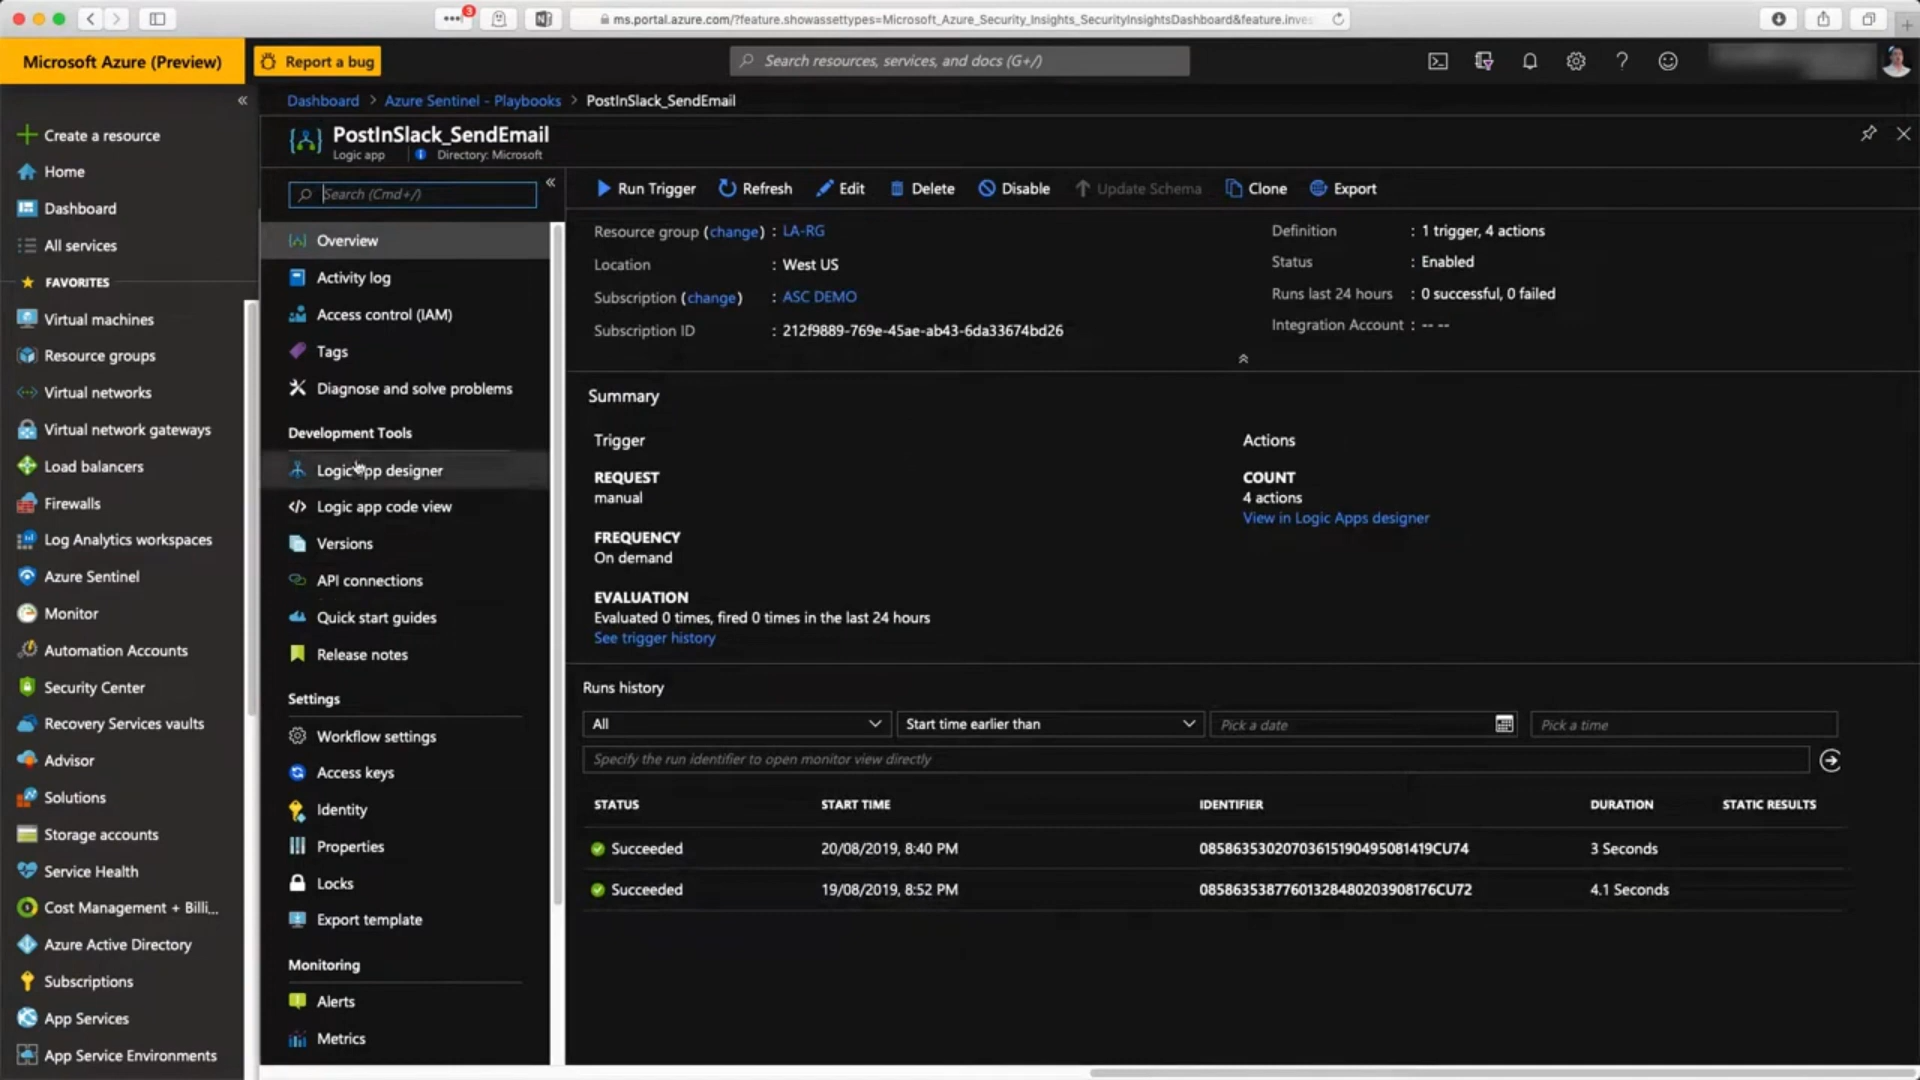 3
ms.portal.azure.com/?feature.showassettypes=Microsoft_Azure_Security_Insights_SecurityInsightsDashboard&feature.inve
Microsoft Azure (Preview)
Report a bug
Search resources, services, and docs (G+/)
Dashboard > Azure Sentinel - Playbooks > PostInSlack_SendEmail
PostInSlack_SendEmail
Logic app
Directory: Microsoft
Create a resource
Home
Dashboard
All services
FAVORITES
Virtual machines
Resource groups
Virtual networks
Virtual network gateways
Load balancers
Firewalls
Log Analytics workspaces
Azure Sentinel
Monitor
Automation Accounts
Security Center
Recovery Services vaults
Advisor
Solutions
Storage accounts
Service Health
Cost Management + Billi...
Azure Active Directory
Subscriptions
App Services
App Service Environments
Search (Cmd+/)
Overview
Activity log
Access control (IAM)
Tags
Diagnose and solve problems
Development Tools
Logic app designer
Logic app code view
Versions
API connections
Quick start guides
Release notes
Settings
Workflow settings
Access keys
Identity
Properties
Locks
Export template
Monitoring
Alerts
Metrics
Run Trigger Refresh Edit Delete Disable Update Schema Clone Export
Resource group (change) : LA-RG
Location : West US
Subscription (change) : ASC DEMO
Subscription ID : 212f9889-769e-45ae-ab43-6da33674bd26
Definition : 1 trigger, 4 actions
Status : Enabled
Runs last 24 hours : 0 successful, 0 failed
Integration Account : -- --
Summary
Trigger
REQUEST
manual
FREQUENCY
On demand
EVALUATION
Evaluated 0 times, fired 0 times in the last 24 hours
See trigger history
Actions
COUNT
4 actions
View in Logic Apps designer
Runs history
All Start time earlier than Pick a date Pick a time
Specify the run identifier to open monitor view directly
STATUS START TIME IDENTIFIER DURATION STATIC RESULTS
Succeeded 20/08/2019, 8:40 PM 08586353020703615190495081419CU74 3 Seconds
Succeeded 19/08/2019, 8:52 PM 08586353877601328480203908176CU72 4.1 Seconds